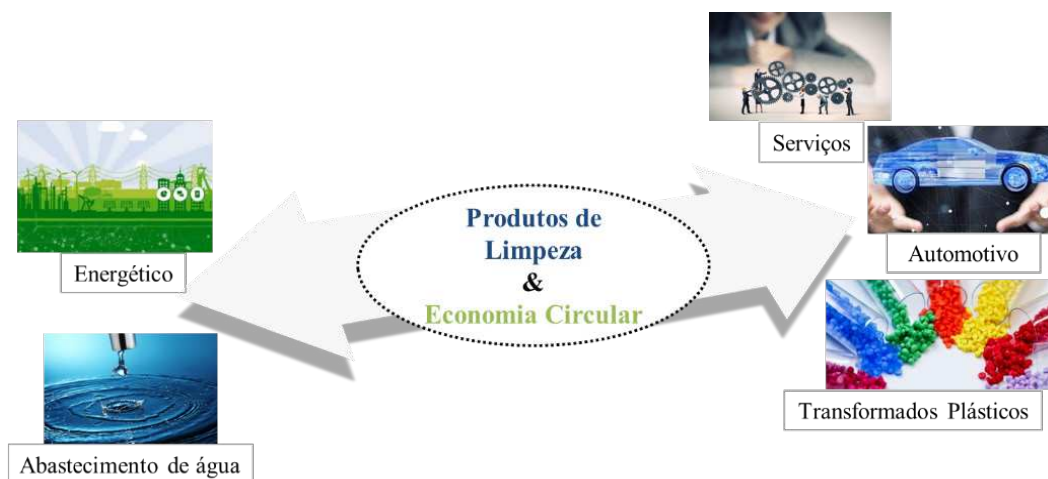 Serviços
Energético
Produtos de
Limpeza
&
Economia Circular
Automotivo
Transformados Plásticos
Abastecimento de água